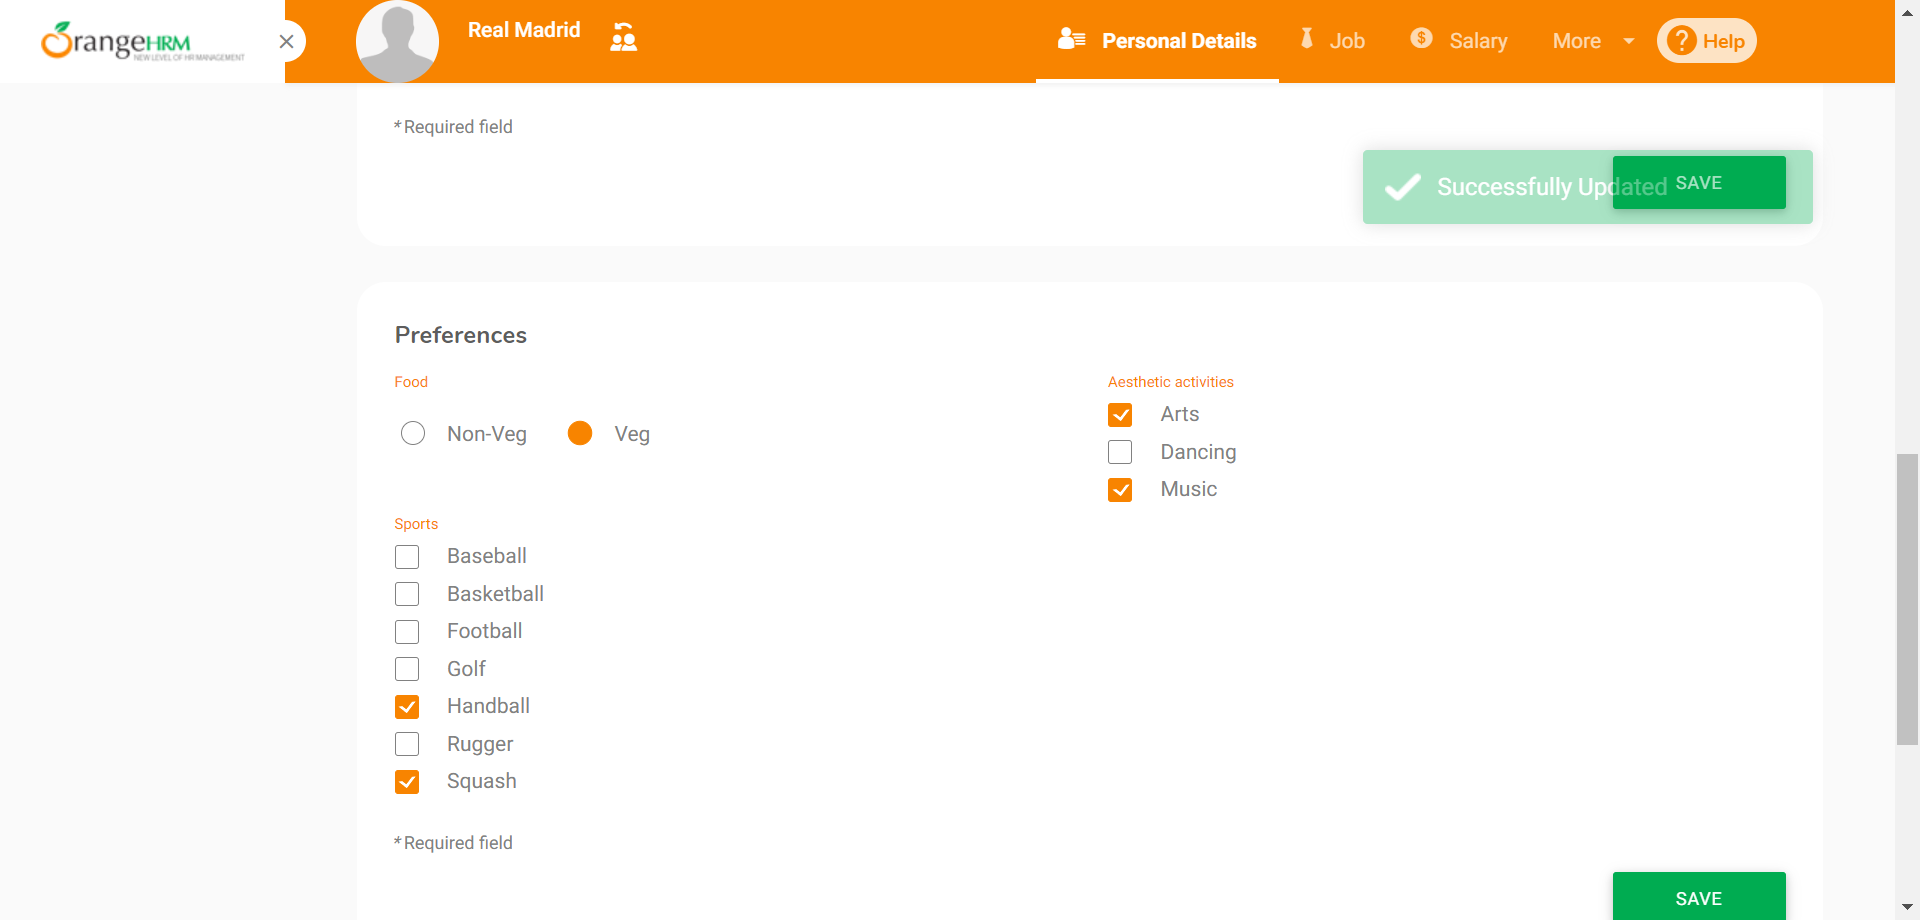 OrangeHRM
NEW LEVEL OF HR MANAGEMENT
Real Madrid
Personal Details
Job
$
Salary
More
? Help
* Required field
Successfully Updated
SAVE
Preferences
Food
Non-Veg
Veg
Aesthetic activities
Arts
Dancing
Music
Sports
Baseball
Basketball
Football
Golf
Handball
Rugger
Squash
* Required field
SAVE